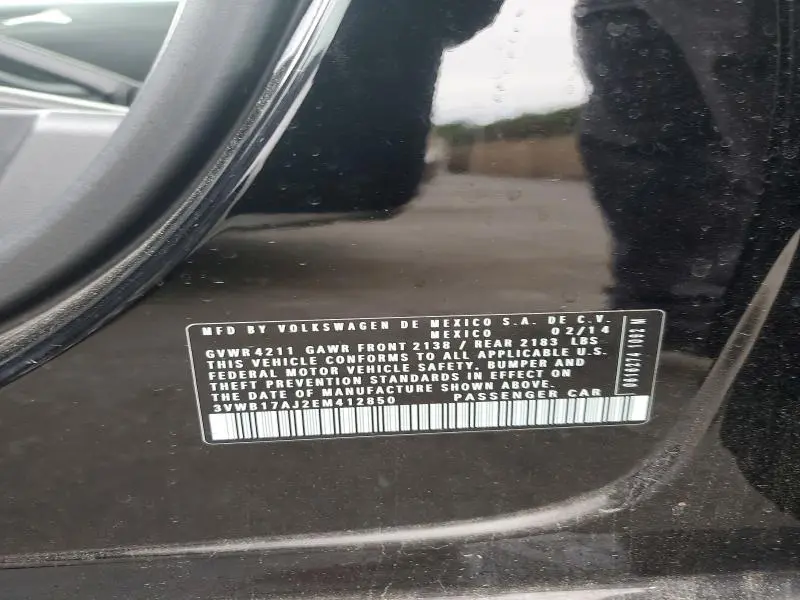 MFD BY VOLKSWAGEN DE MEXICO S.A. DE C.V.
MEXICO 02/14
GVWR 4211 GAWR FRONT 2138 / REAR 2183 LBS
THIS VEHICLE CONFORMS TO ALL APPLICABLE U.S.
FEDERAL MOTOR VEHICLE SAFETY, BUMPER AND
THEFT PREVENTION STANDARDS IN EFFECT ON
THE DATE OF MANUFACTURE SHOWN ABOVE.
3VWB17AJ2EM412850 PASSENGER CAR